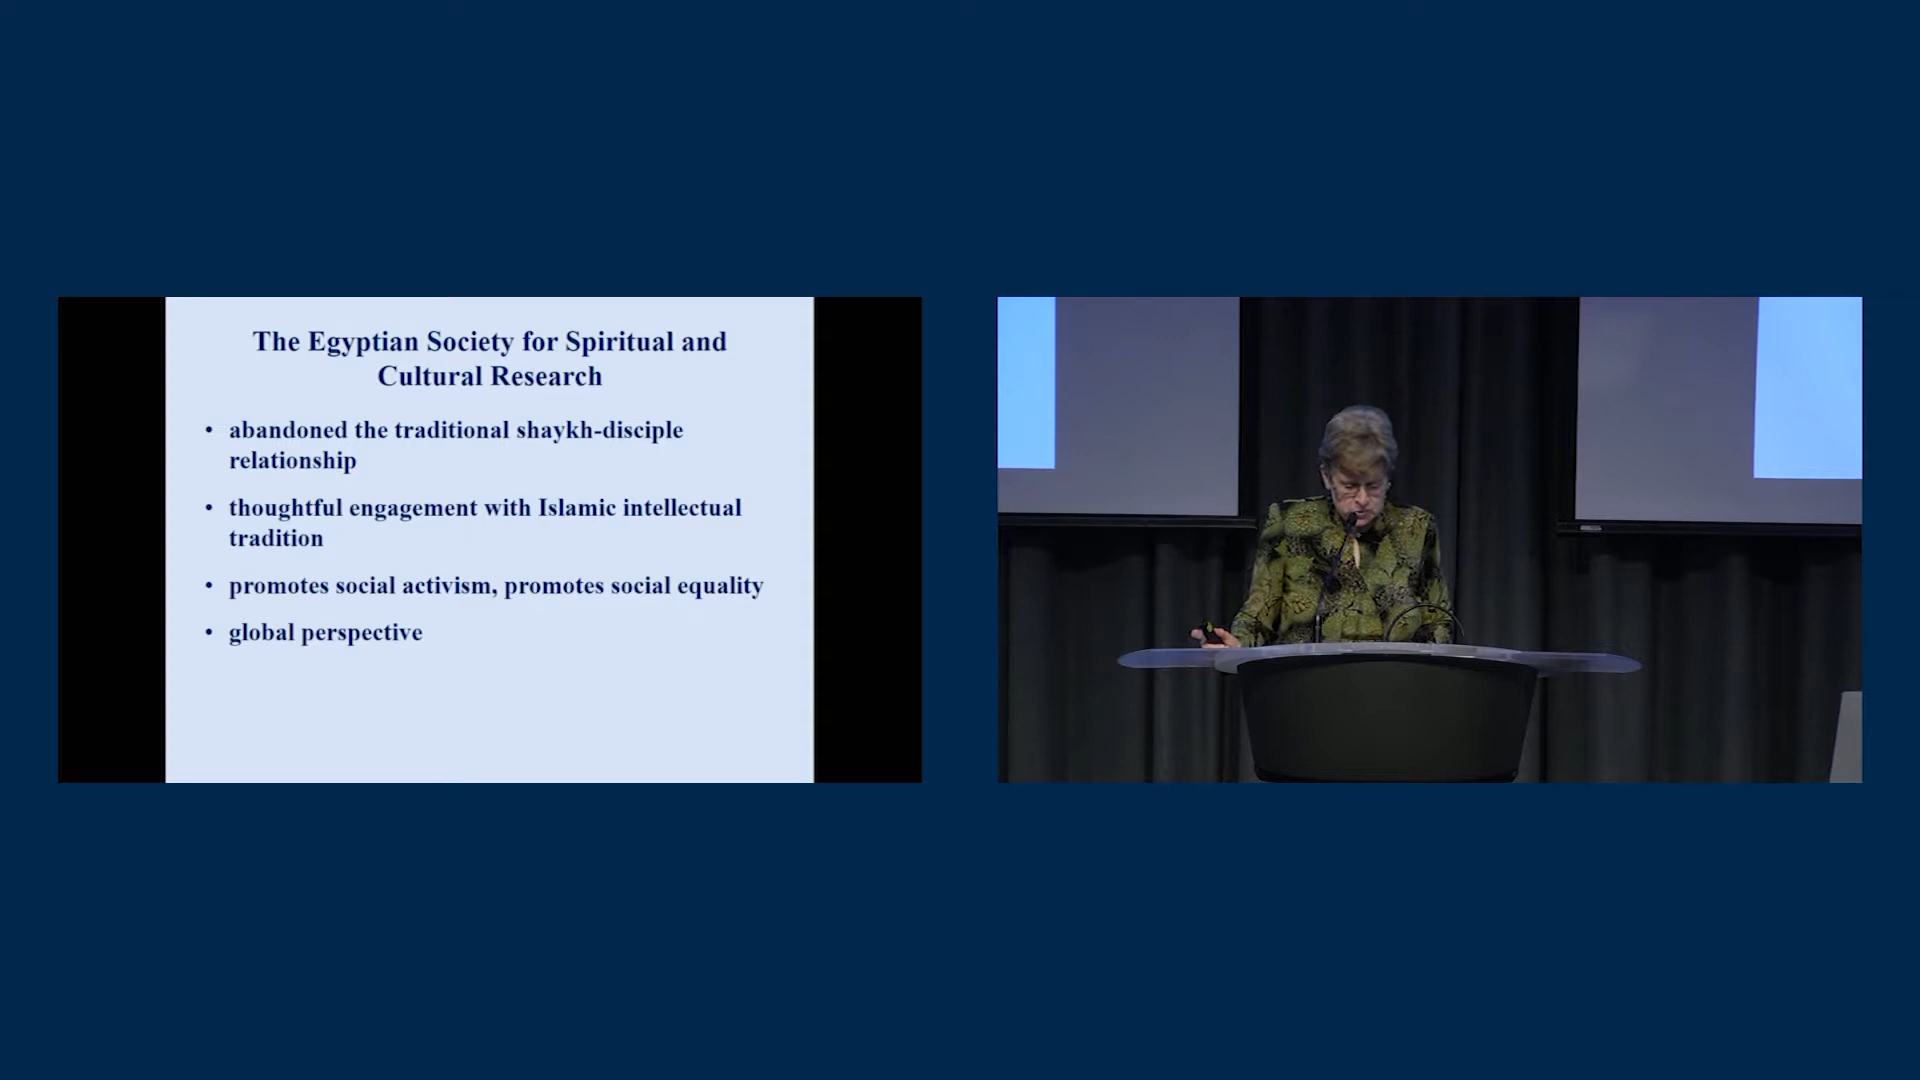 The Egyptian Society for Spiritual and
Cultural Research
• abandoned the traditional shaykh-disciple
relationship
• thoughtful engagement with Islamic intellectual
tradition
• promotes social activism, promotes social equality
• global perspective